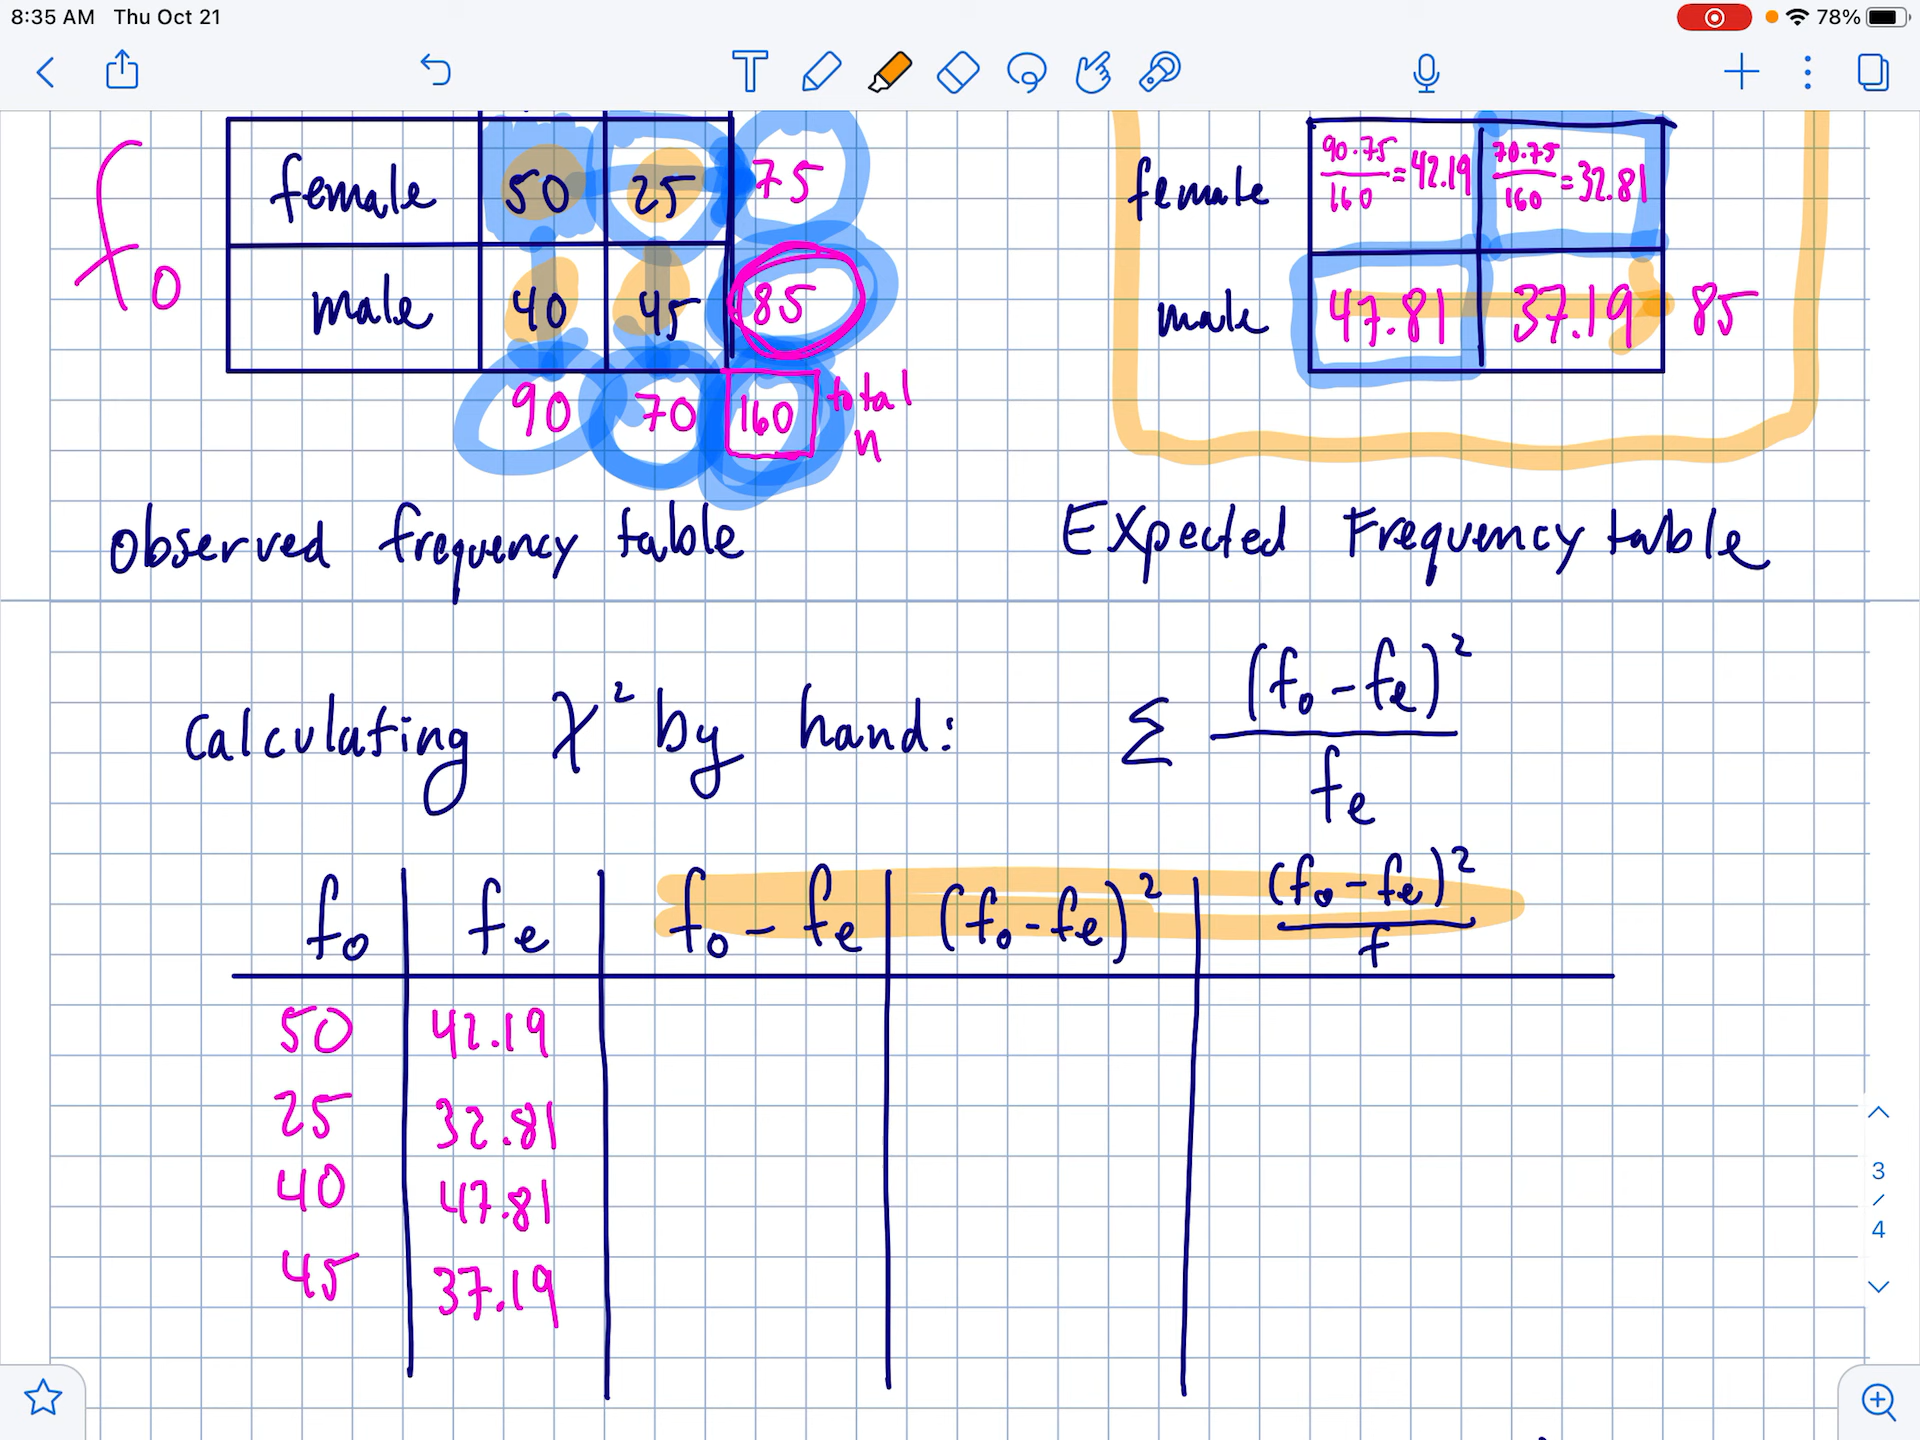 8:35 AM Thu Oct 21
78%
T
female 50 25 75
male 40 45 85
90 70 160 total
n
fo
female 90·75/160 = 42.19 70·75/160 = 32.81
male 47.81 37.19 85
Observed frequency table
Expected Frequency table
Calculating χ² by hand: Σ (fo - fe)²/fe
fo fe fo - fe (fo - fe)² (fo - fe)²/f
50 42.19
25 32.81
40 47.81
45 37.19
3
/
4